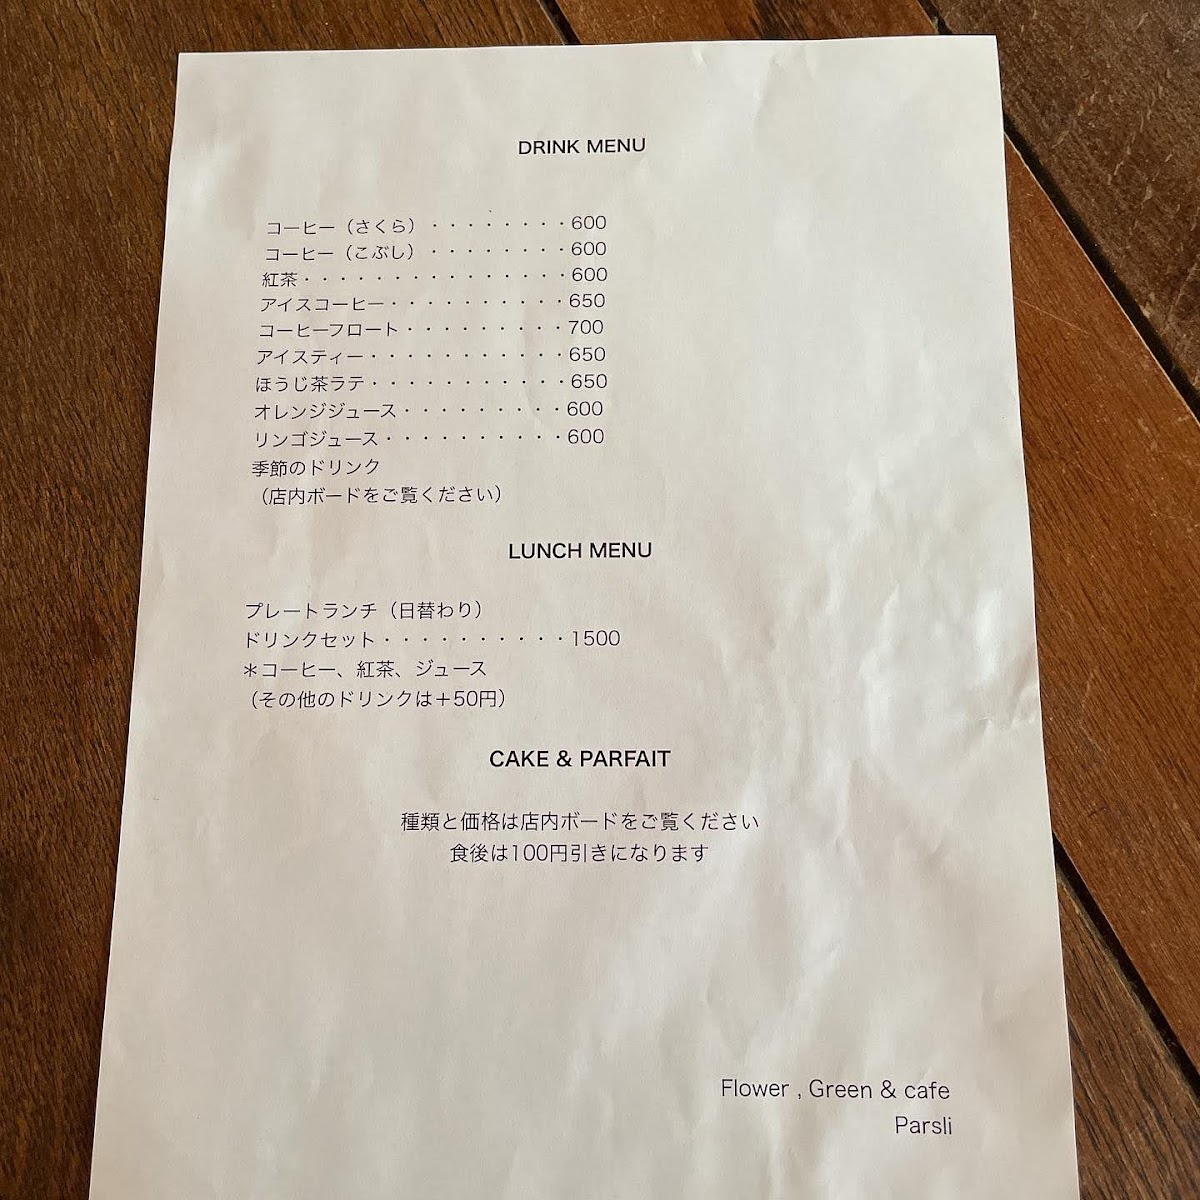 DRINK MENU
コーヒー（さくら）・・・・・・・・・600
コーヒー（こぶし）・・・・・・・・・600
紅茶・・・・・・・・・・・・・・・600
アイスコーヒー・・・・・・・・・・650
コーヒーフロート・・・・・・・・・700
アイスティー・・・・・・・・・・・650
ほうじ茶ラテ・・・・・・・・・・・650
オレンジジュース・・・・・・・・・600
リンゴジュース・・・・・・・・・・600
季節のドリンク
（店内ボードをご覧ください）
LUNCH MENU
プレートランチ（日替わり）
ドリンクセット・・・・・・・・・・1500
＊コーヒー、紅茶、ジュース
（その他のドリンクは＋50円）
CAKE & PARFAIT
種類と価格は店内ボードをご覧ください
食後は100円引きになります
Flower , Green & cafe
Parsli